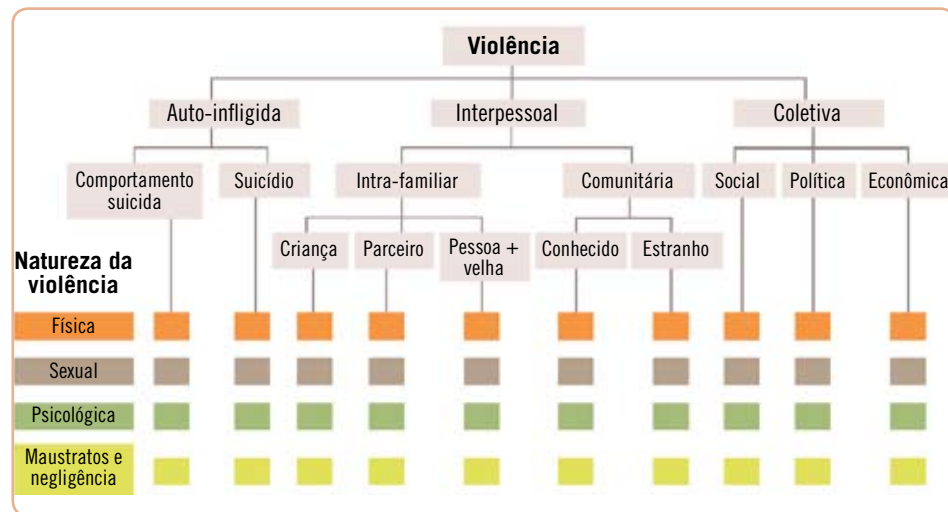 Violência
Auto-infligida
Interpessoal
Coletiva
Comportamento
suicida
Suicídio
Intra-familiar
Comunitária
Social
Política
Econômica
Criança
Parceiro
Pessoa +
velha
Conhecido
Estranho
Natureza da
violência
Física
Sexual
Psicológica
Maustratos e
negligência